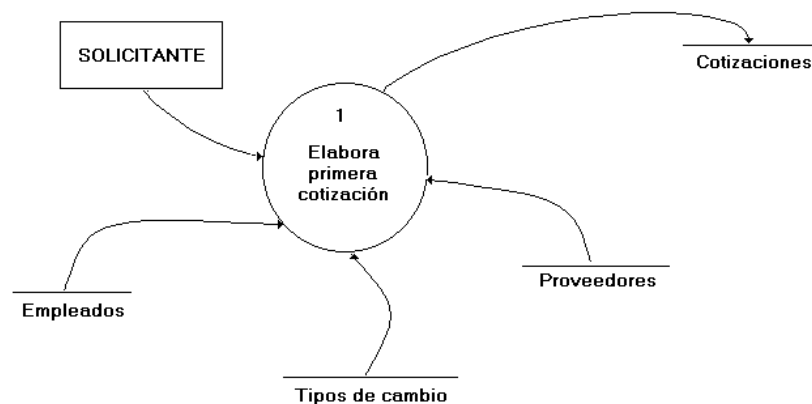 SOLICITANTE
Cotizaciones
1
Elabora
primera
cotización
Proveedores
Empleados
Tipos de cambio